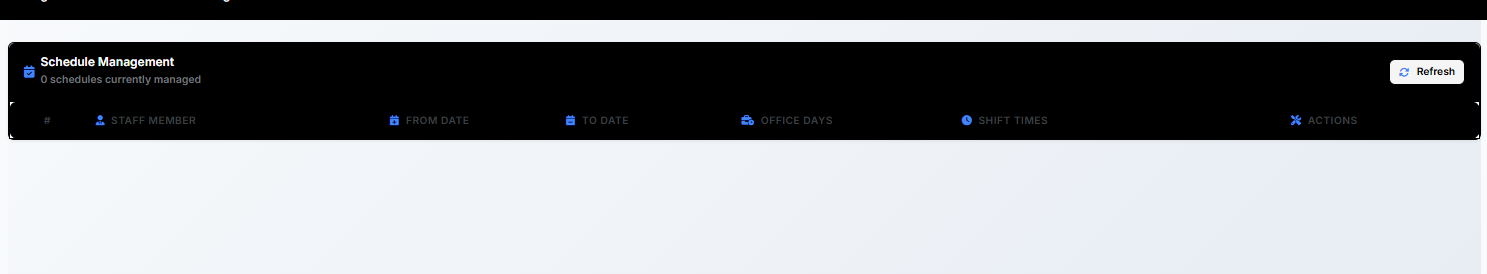 Schedule Management
0 schedules currently managed
Refresh
# STAFF MEMBER FROM DATE TO DATE OFFICE DAYS SHIFT TIMES ACTIONS